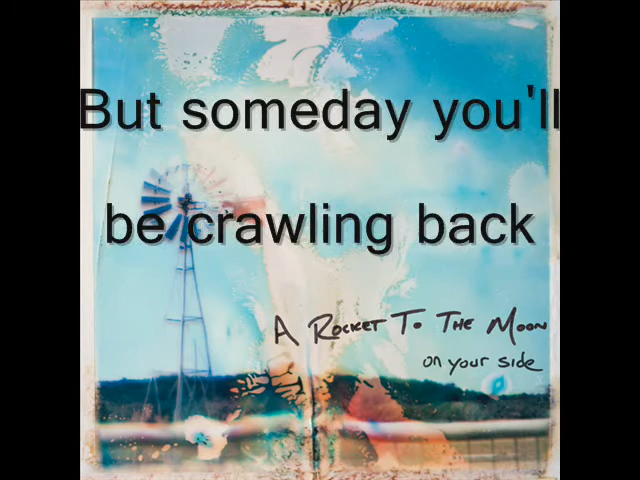 But someday you'll
be crawling back
A ROCKET TO THE MOON
on your side